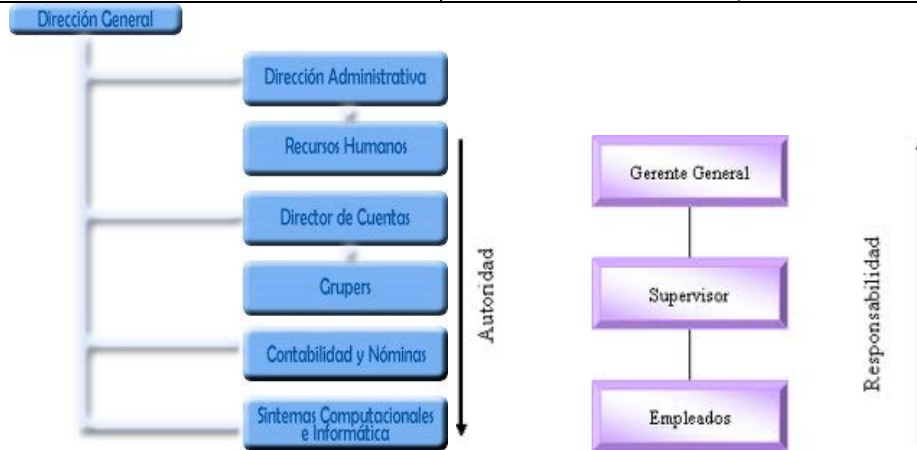 Dirección General
Dirección Administrativa
Recursos Humanos
Director de Cuentas
Grupers
Contabilidad y Nóminas
Sintemas Computacionales
e Informática
Autoridad
Gerente General
Supervisor
Empleados
Responsabilidad